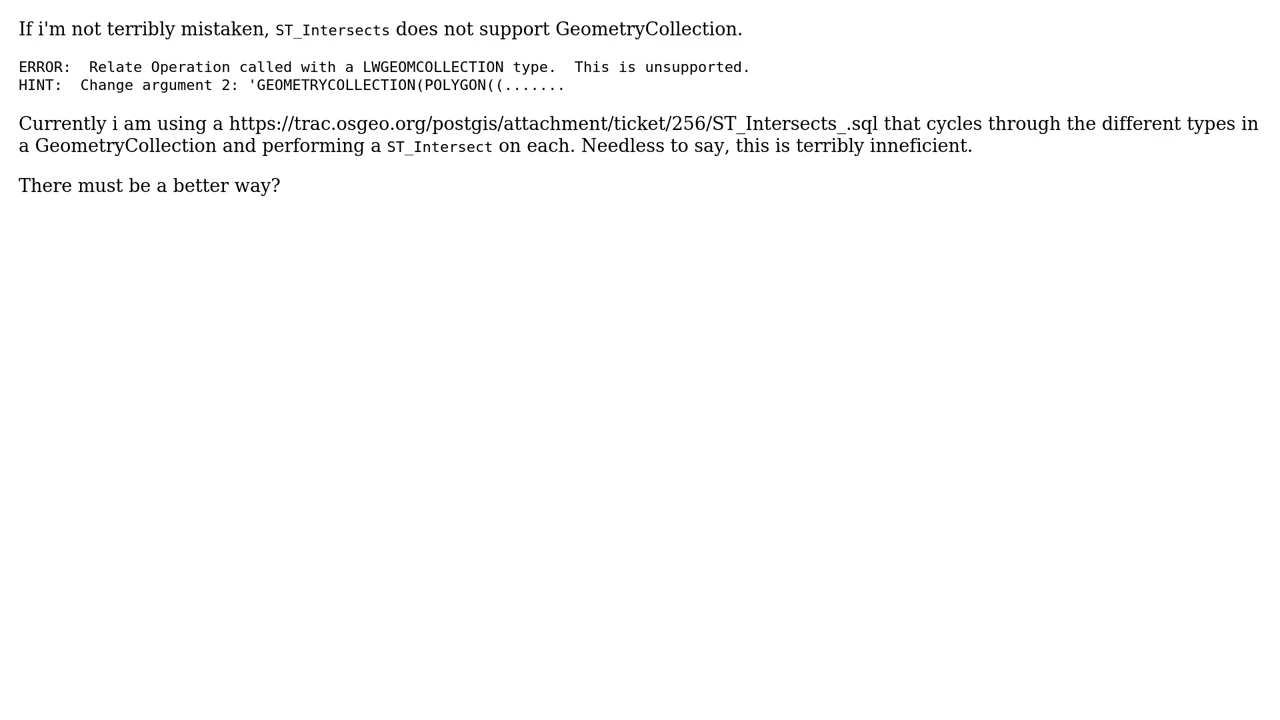 If i'm not terribly mistaken, ST_Intersects does not support GeometryCollection.
ERROR:  Relate Operation called with a LWGEOMCOLLECTION type.  This is unsupported.
HINT:  Change argument 2: 'GEOMETRYCOLLECTION(POLYGON((.......
Currently i am using a https://trac.osgeo.org/postgis/attachment/ticket/256/ST_Intersects_.sql that cycles through the different types in
a GeometryCollection and performing a ST_Intersect on each. Needless to say, this is terribly inneficient.
There must be a better way?